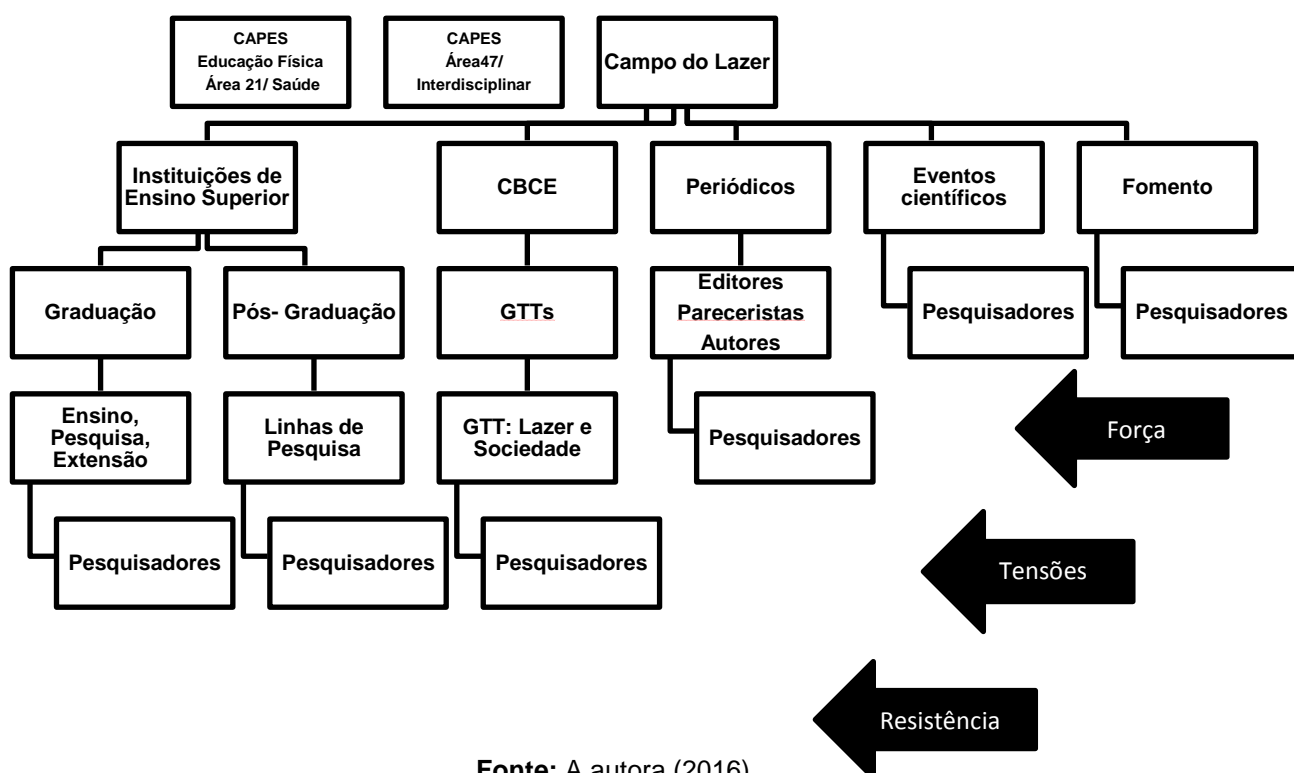 CAPES
Educação Física
Área 21/ Saúde
CAPES
Área47/
Interdisciplinar
Campo do Lazer
Instituições de
Ensino Superior
CBCE
Periódicos
Eventos
científicos
Fomento
Graduação
Pós- Graduação
GTTs
Editores
Pareceristas
Autores
Pesquisadores
Pesquisadores
Ensino,
Pesquisa,
Extensão
Linhas de
Pesquisa
GTT: Lazer e
Sociedade
Pesquisadores
Força
Pesquisadores
Pesquisadores
Pesquisadores
Tensões
Resistência
Fonte: A autora (2016)